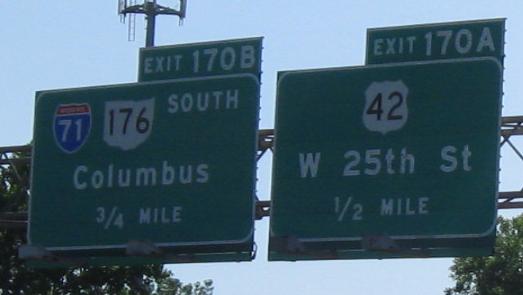 EXIT 170B
71 176 SOUTH
Columbus
3/4 MILE
EXIT 170A
42
W 25th St
1/2 MILE